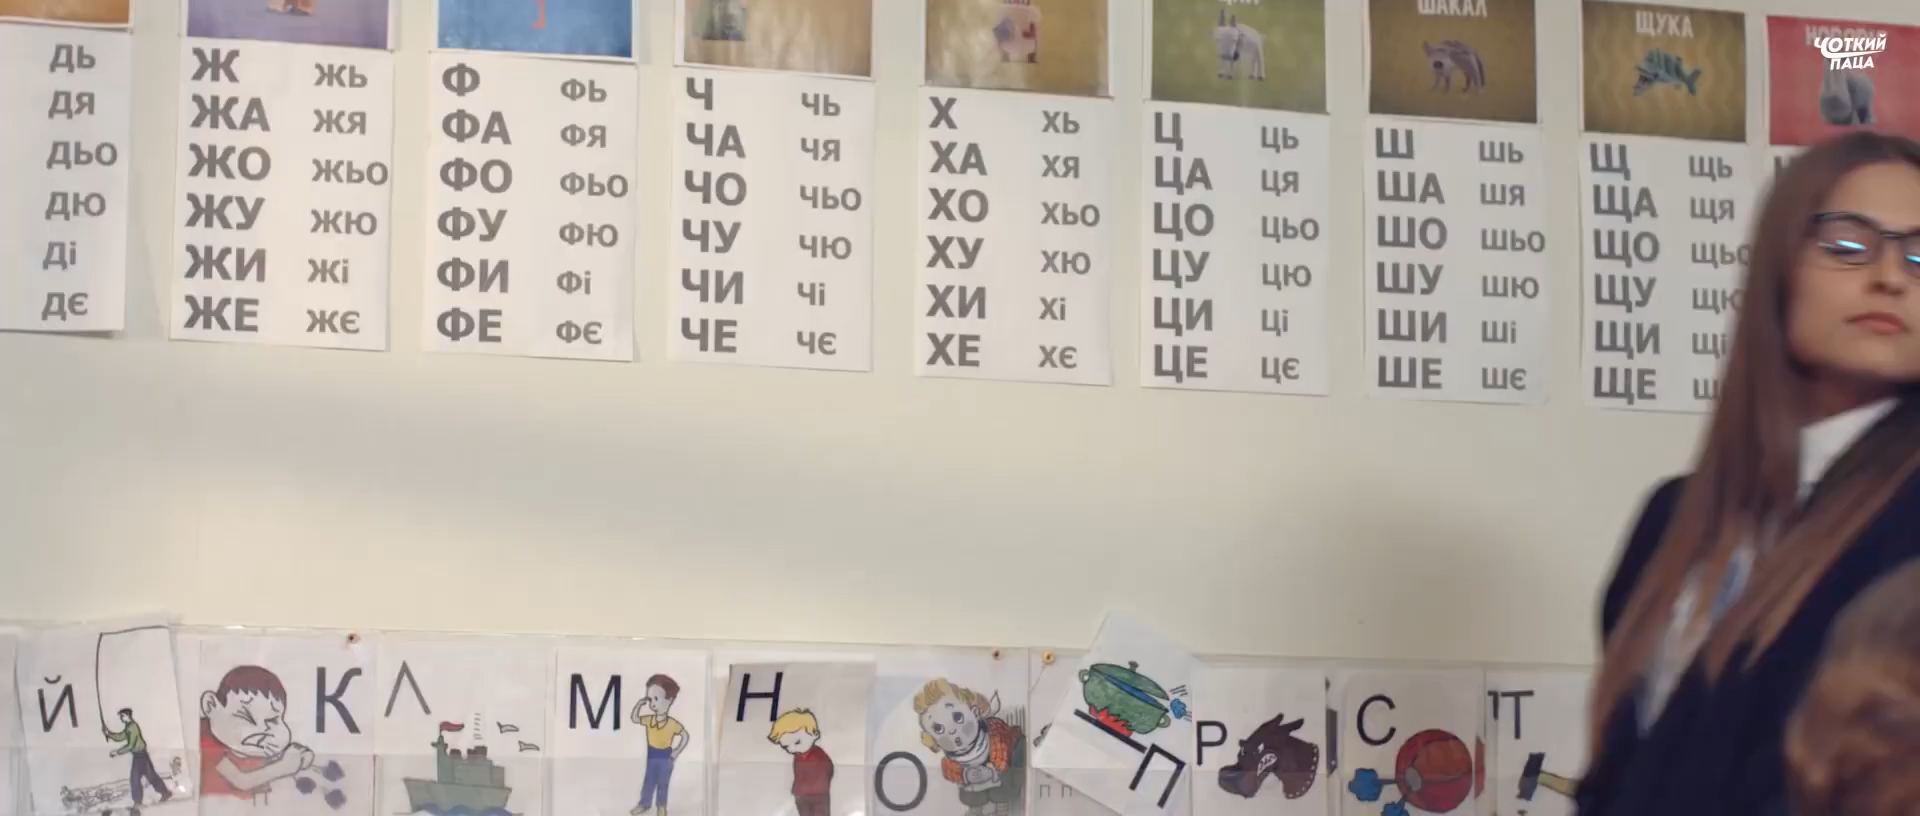 ШАКАЛ
ЩУКА
ЧОТКИЙ
ПАЦА
ДЬ
ДЯ
ДЬО
ДЮ
Ді
ДЄ
Ж ЖЬ
ЖА ЖЯ
ЖО ЖЬО
ЖУ ЖЮ
ЖИ Жі
ЖЕ ЖЄ
Ф ФЬ
ФА ФЯ
ФО ФЬО
ФУ ФЮ
ФИ Фі
ФЕ ФЄ
Ч ЧЬ
ЧА ЧЯ
ЧО ЧЬО
ЧУ ЧЮ
ЧИ Чі
ЧЕ ЧЄ
Х ХЬ
ХА ХЯ
ХО ХЬО
ХУ ХЮ
ХИ Хі
ХЕ ХЄ
Ц ЦЬ
ЦА ЦЯ
ЦО ЦЬО
ЦУ ЦЮ
ЦИ Ці
ЦЕ ЦЄ
Ш ШЬ
ША ШЯ
ШО ШЬО
ШУ ШЮ
ШИ Ші
ШЕ ШЄ
Щ ЩЬ
ЩА ЩЯ
ЩО ЩЬО
ЩУ ЩЮ
ЩИ Щі
ЩЕ
Й К Л М Н О П Р С Т